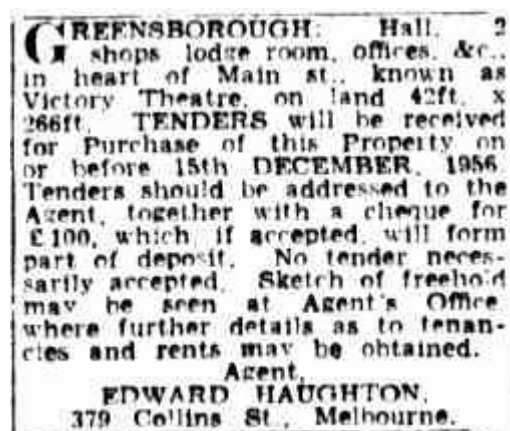 GREENSBOROUGH: Hall, 2
shops lodge room, offices, &c.,
in heart of Main st., known as
Victory Theatre, on land 42ft. x
266ft. TENDERS will be received
for Purchase of this Property on
or before 15th DECEMBER, 1956
Tenders should be addressed to the
Agent, together with a cheque for
£100, which, if accepted, will form
part of deposit. No tender neces-
sarily accepted. Sketch of freehold
may be seen at Agent's Office
where further details as to tenan-
cies and rents may be obtained.
Agent,
EDWARD HAUGHTON,
379 Collins St., Melbourne.